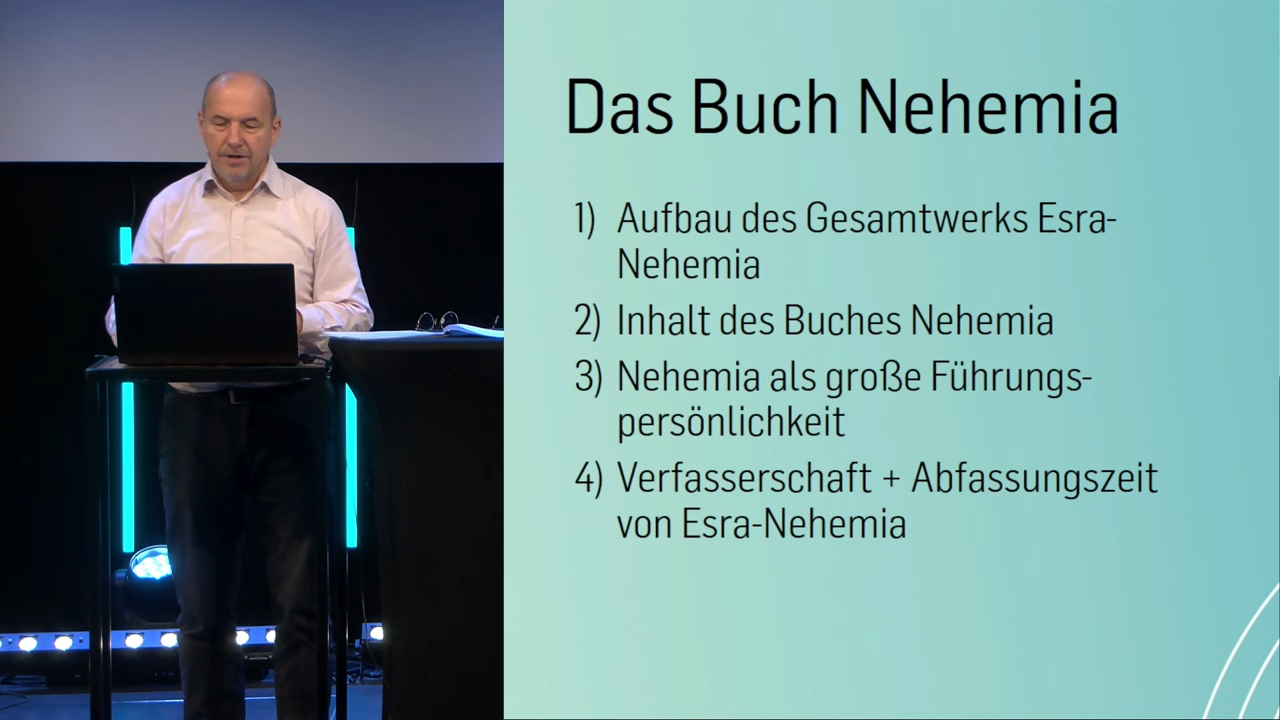 Das Buch Nehemia
1) Aufbau des Gesamtwerks Esra-
Nehemia
2) Inhalt des Buches Nehemia
3) Nehemia als große Führungs-
persönlichkeit
4) Verfasserschaft + Abfassungszeit
von Esra-Nehemia